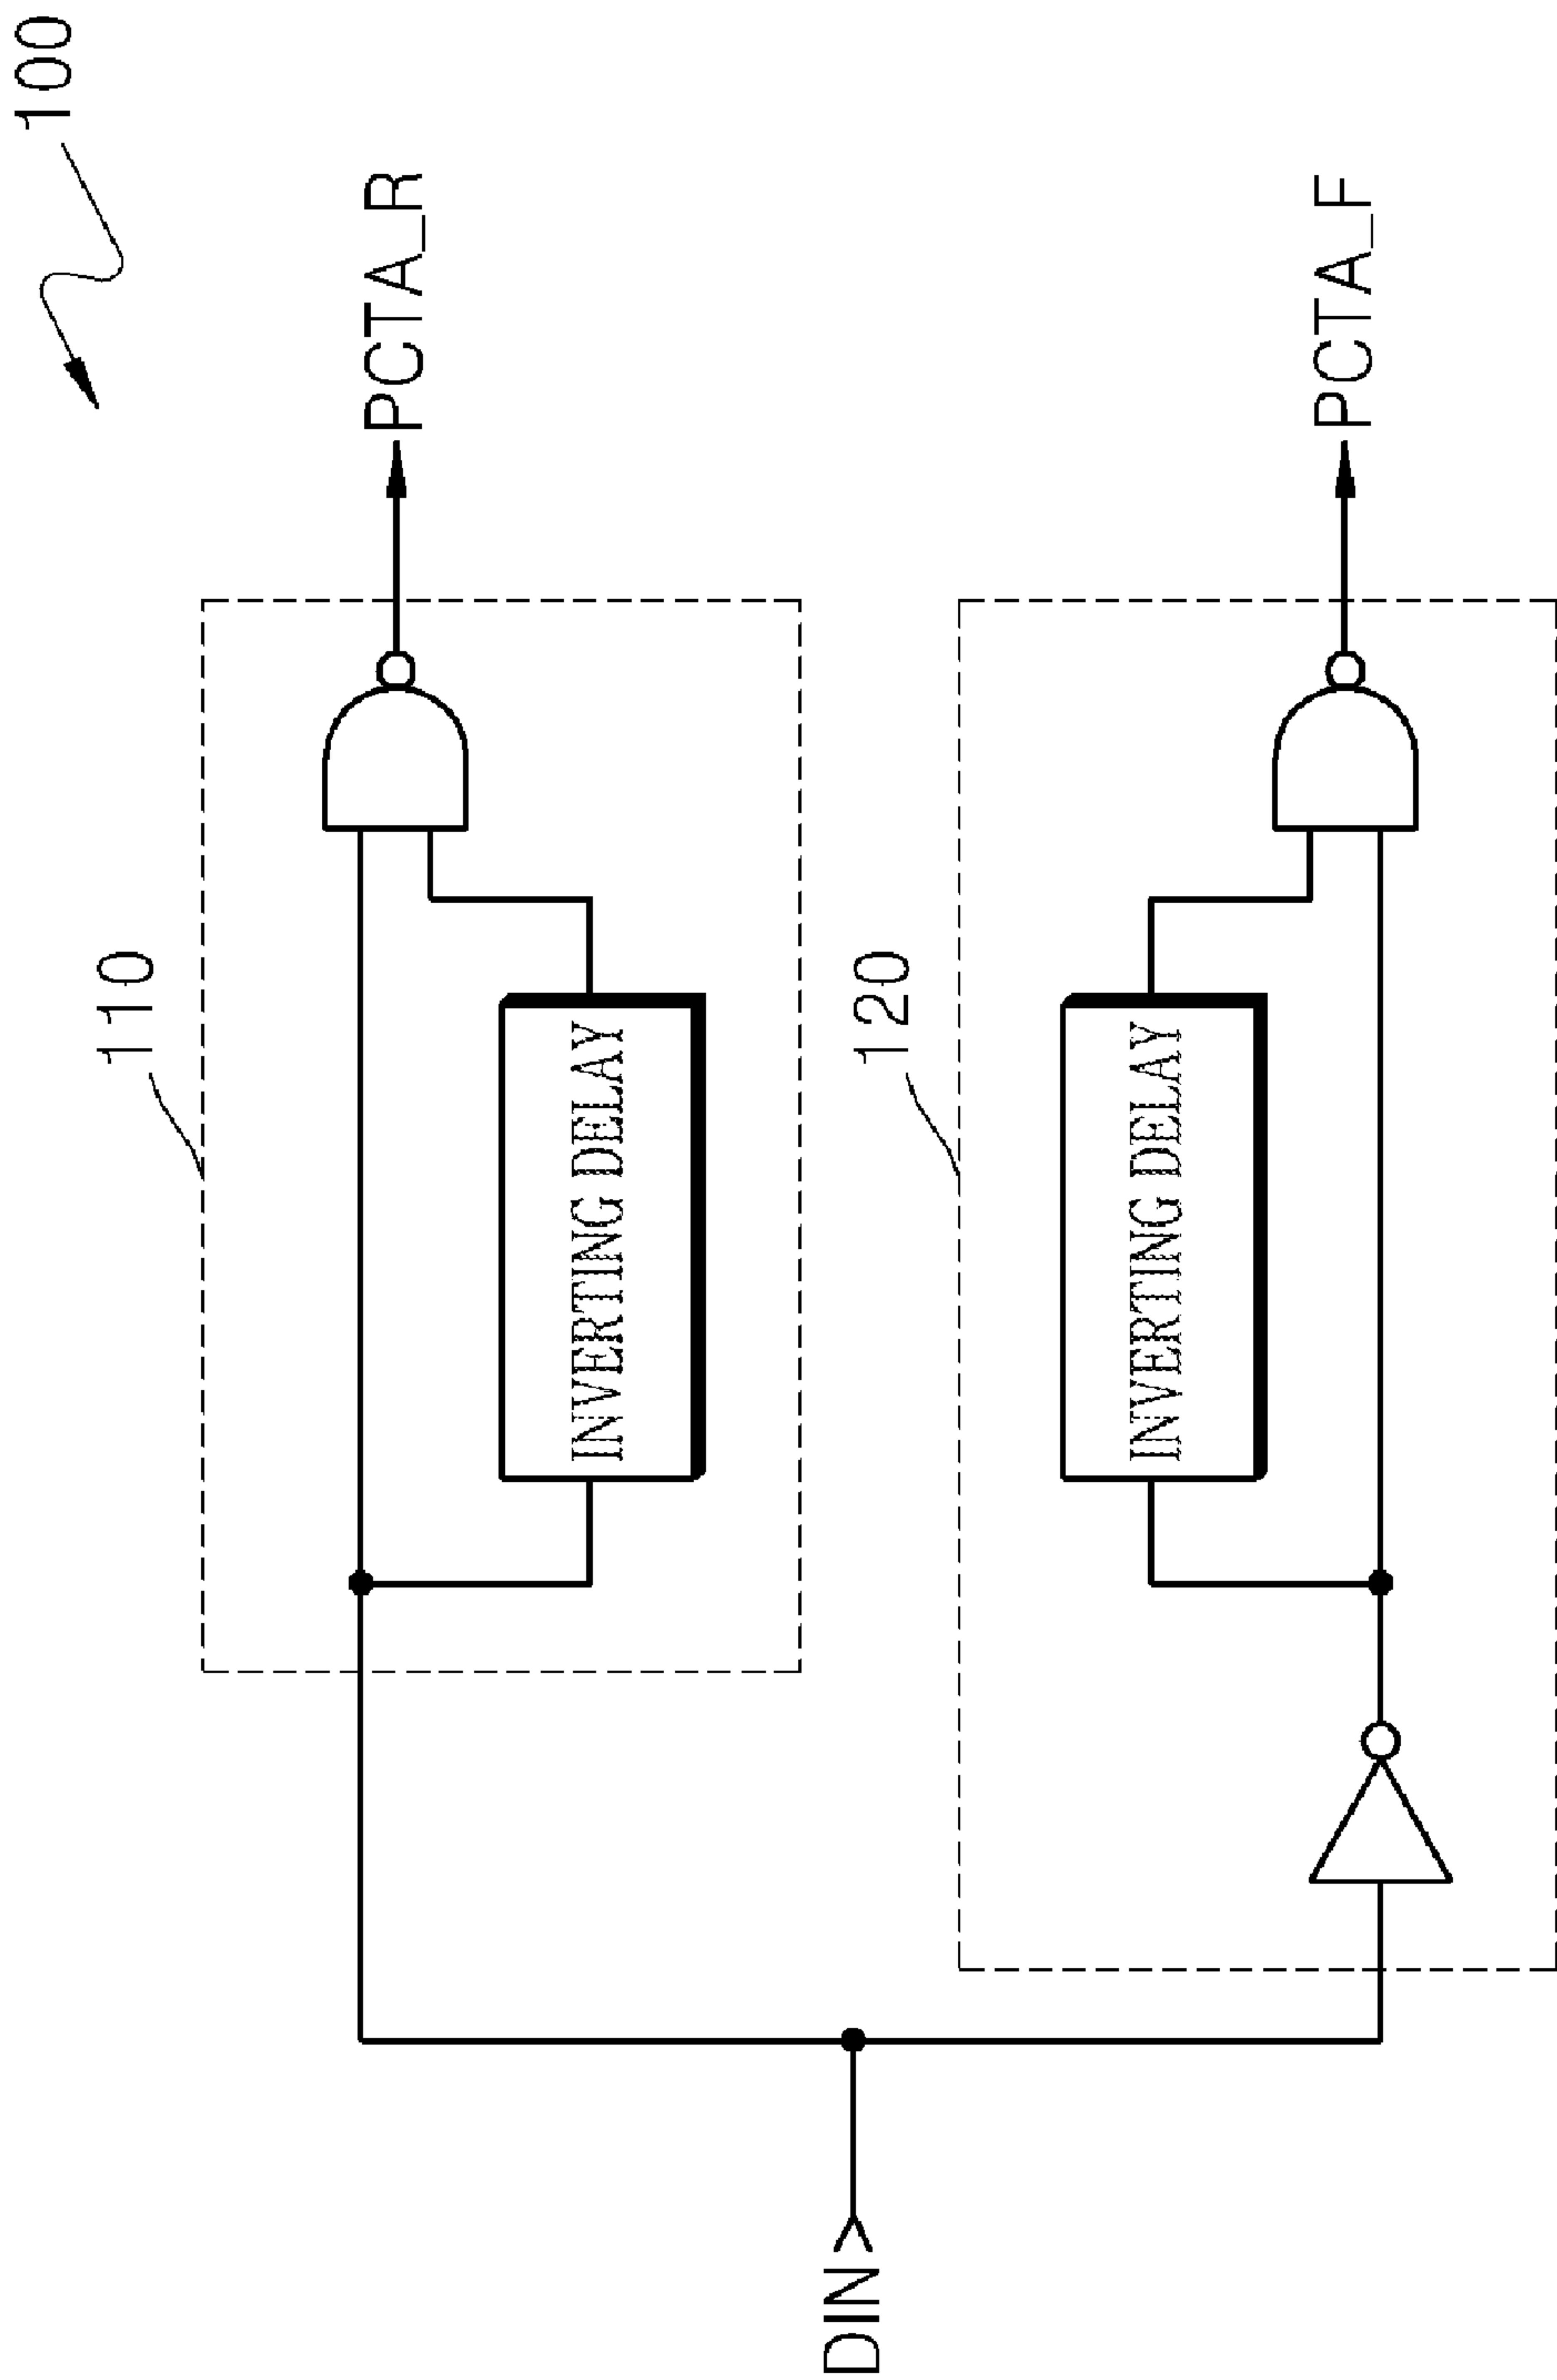 100
110
INVERTING DELAY
PCTA_R
DIN
120
INVERTING DELAY
PCTA_F